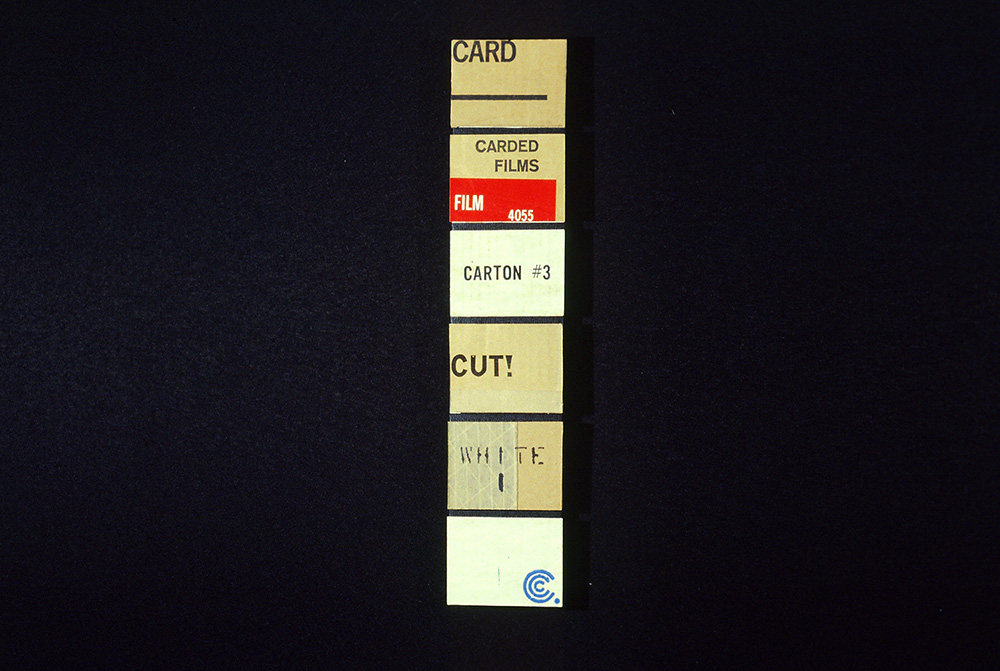 CARD
CARDED
FILMS
FILM
4055
CARTON #3
CUT!
WHITE